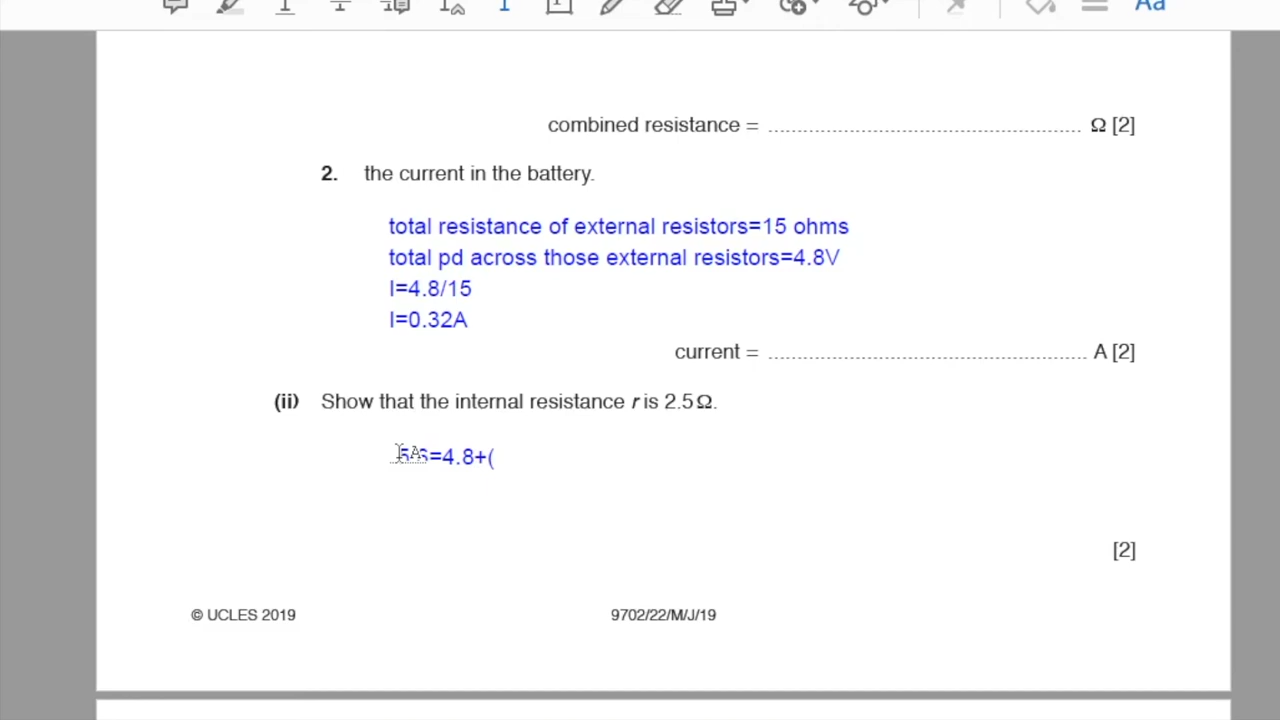 Aa
combined resistance = ........................................................ Ω [2]
2. the current in the battery.
total resistance of external resistors=15 ohms
total pd across those external resistors=4.8V
I=4.8/15
I=0.32A
current = ........................................................ A [2]
(ii) Show that the internal resistance r is 2.5Ω.
=4.8+(
[2]
© UCLES 2019 9702/22/M/J/19